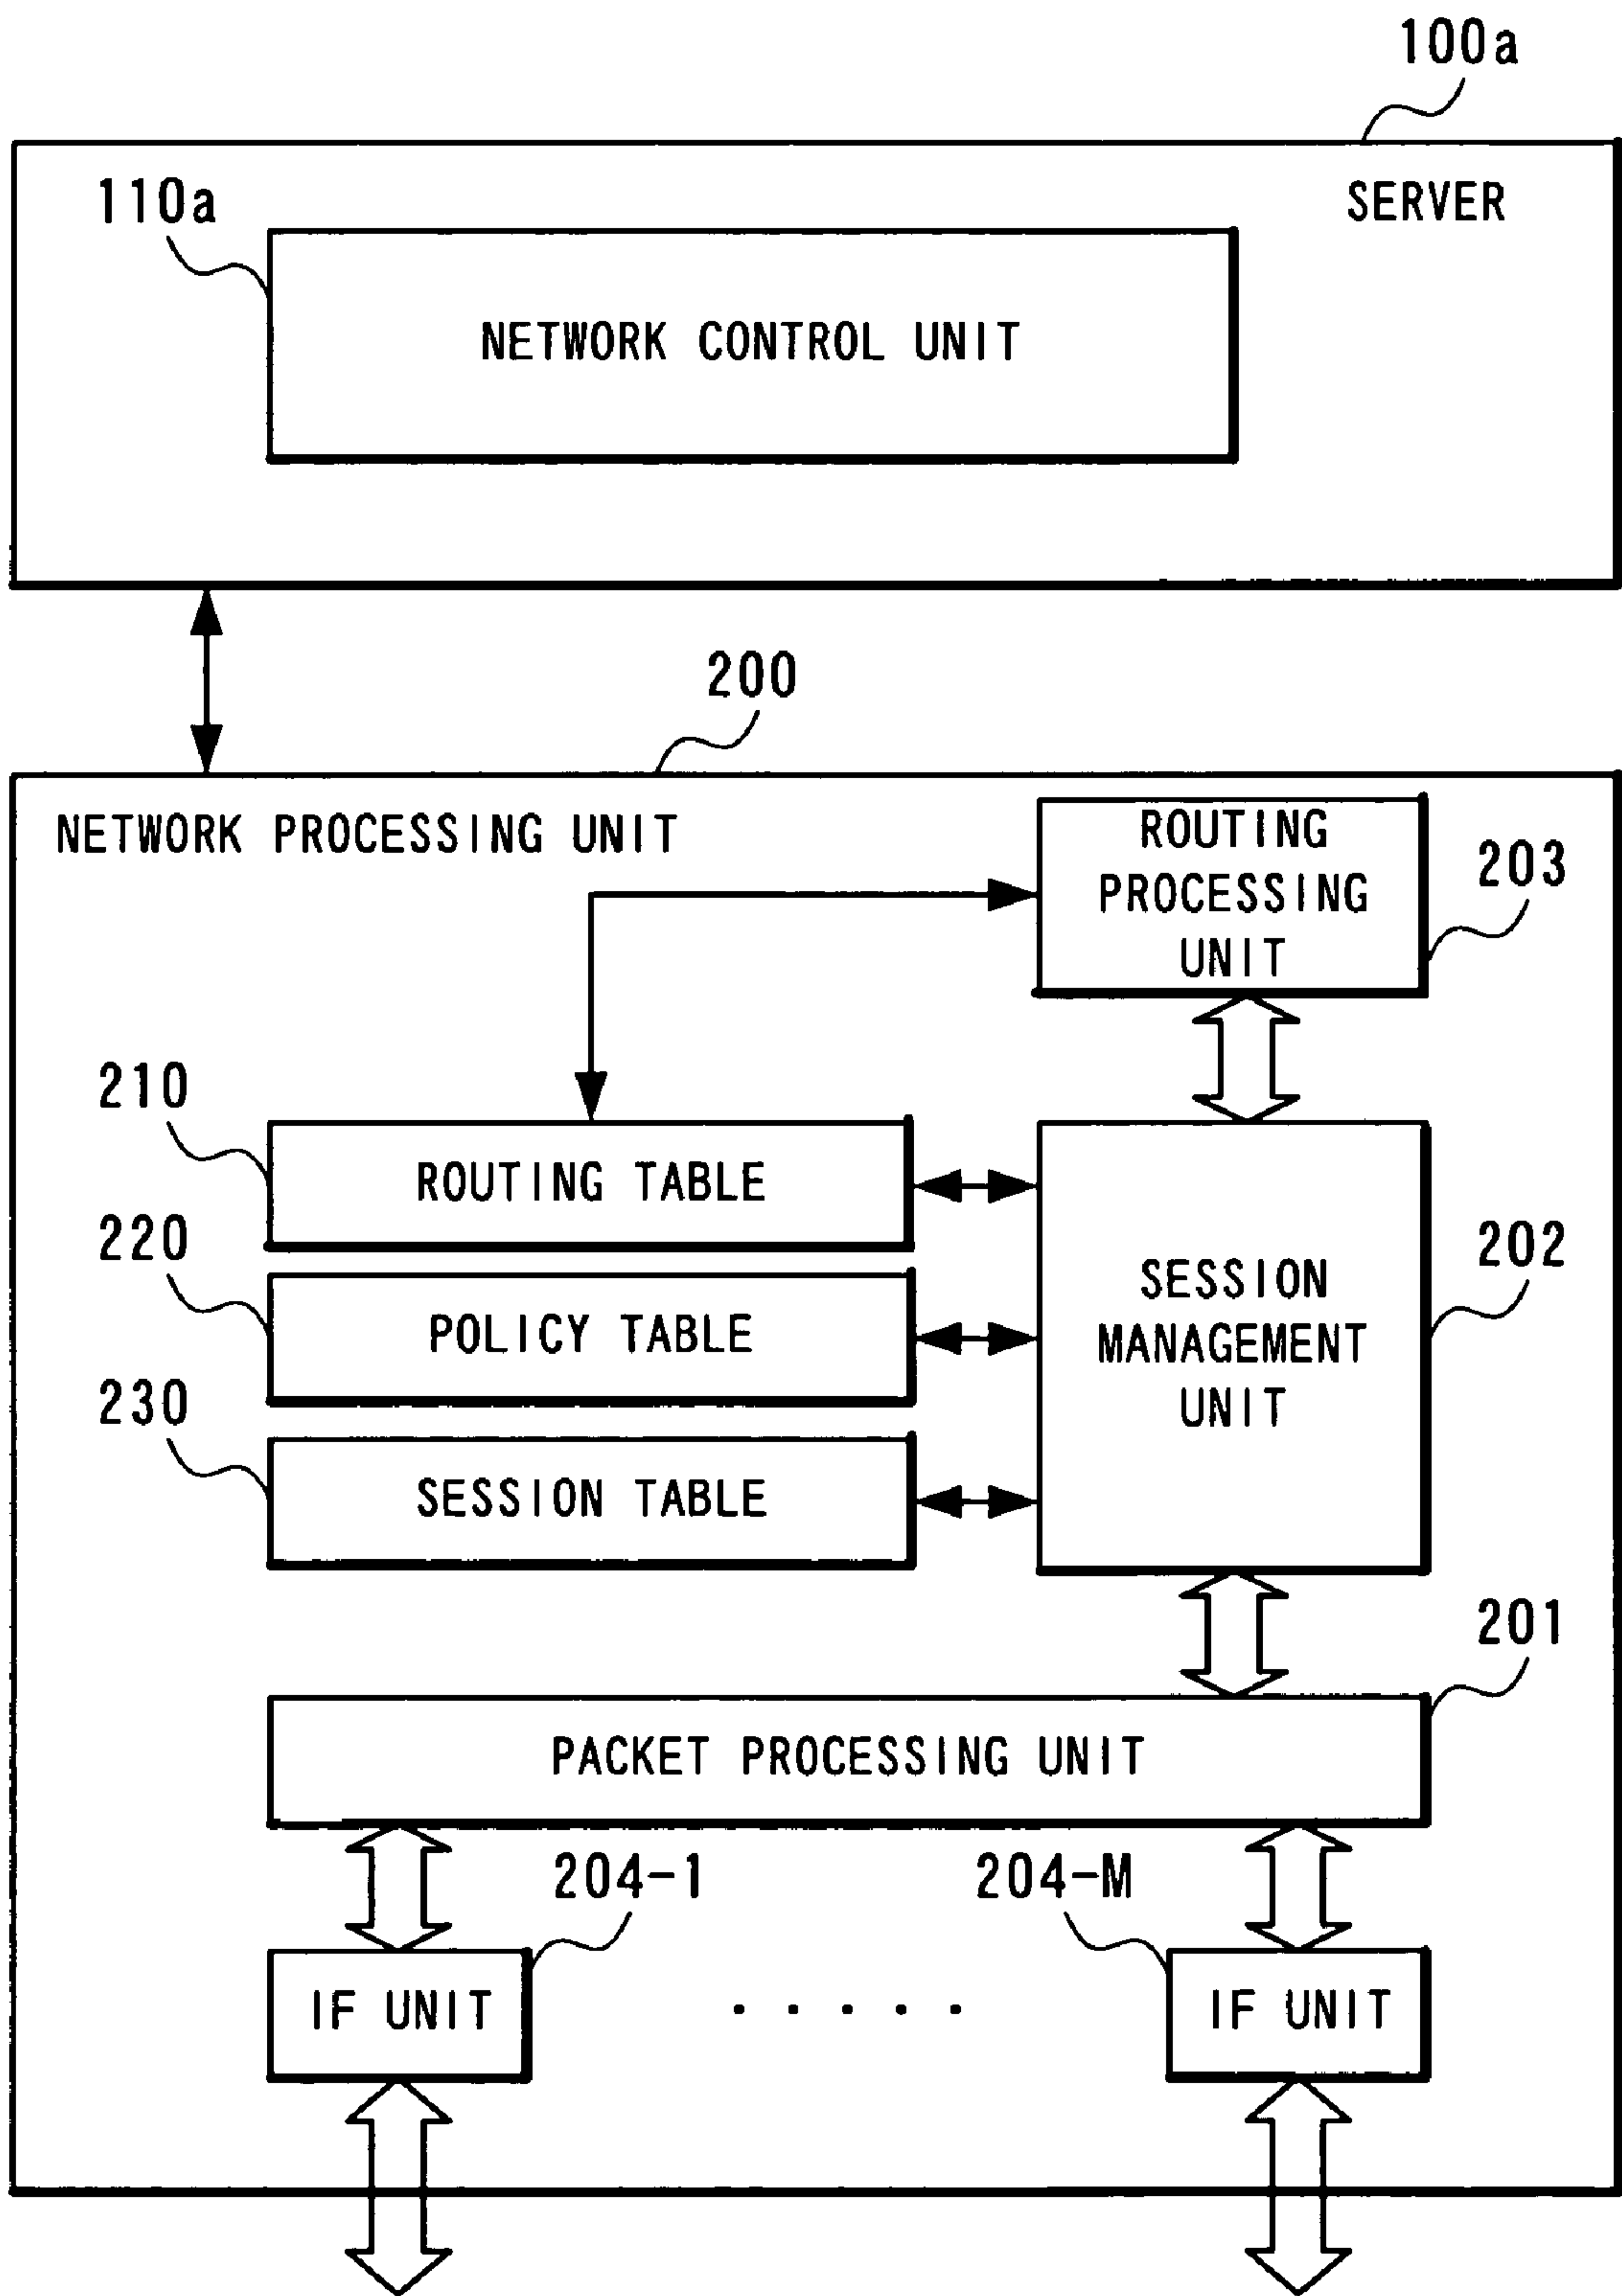 100a
110a
SERVER
NETWORK CONTROL UNIT
200
NETWORK PROCESSING UNIT
ROUTING
PROCESSING
UNIT
203
210
ROUTING TABLE
220
POLICY TABLE
230
SESSION TABLE
SESSION
MANAGEMENT
UNIT
202
201
PACKET PROCESSING UNIT
204-1
204-M
IF UNIT
. . . . .
IF UNIT